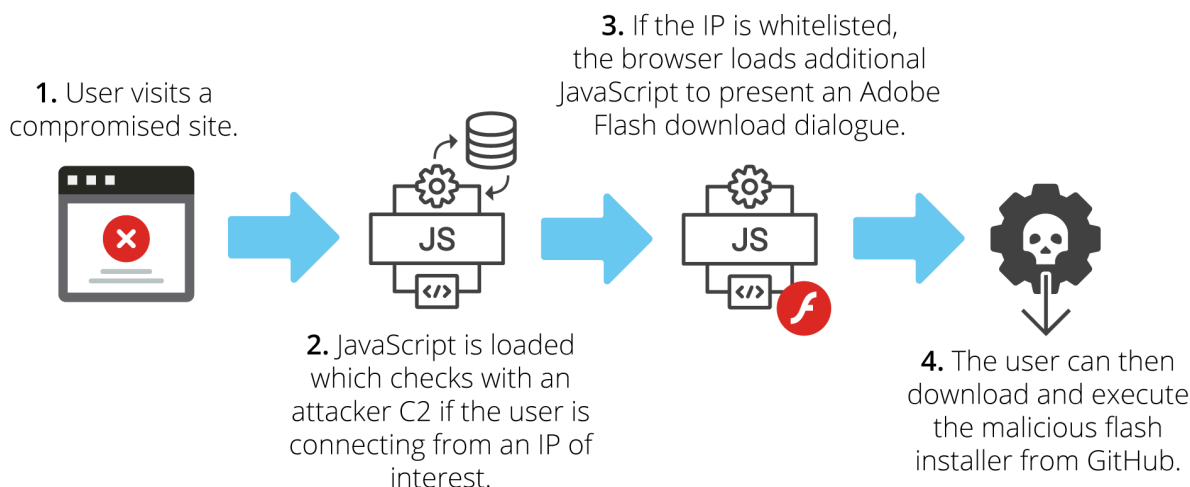 1. User visits a
compromised site.
JS
</>
2. JavaScript is loaded
which checks with an
attacker C2 if the user is
connecting from an IP of
interest.
3. If the IP is whitelisted,
the browser loads additional
JavaScript to present an Adobe
Flash download dialogue.
JS
</>
4. The user can then
download and execute
the malicious flash
installer from GitHub.